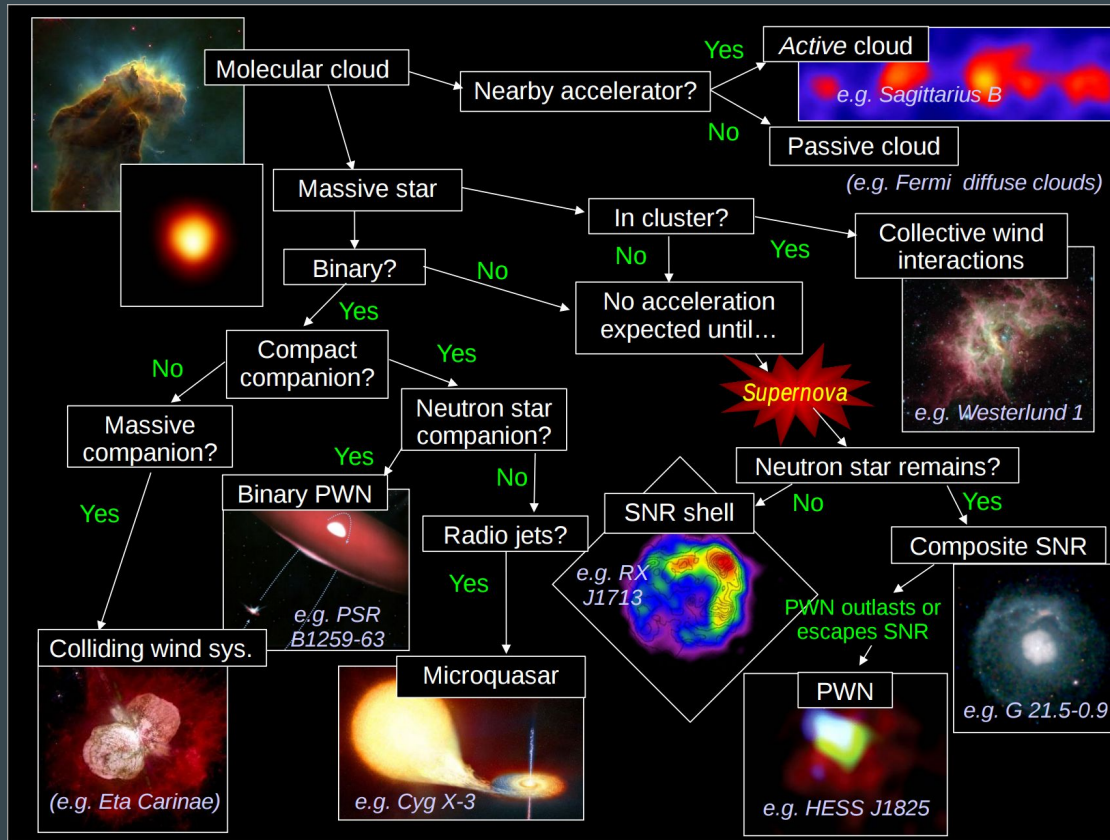 Molecular cloud
Nearby accelerator?
Yes
Active cloud
e.g. Sagittarius B
No
Passive cloud
(e.g. Fermi diffuse clouds)
Massive star
In cluster?
Yes
Collective wind
interactions
e.g. Westerlund 1
No
Binary?
No
No acceleration
expected until…
Supernova
Yes
Compact
companion?
No
Massive
companion?
Yes
Colliding wind sys.
(e.g. Eta Carinae)
Yes
Neutron star
companion?
Yes
Binary PWN
e.g. PSR
B1259-63
No
Radio jets?
Yes
Microquasar
e.g. Cyg X-3
Neutron star remains?
No
SNR shell
e.g. RX
J1713
Yes
Composite SNR
e.g. G 21.5-0.9
PWN outlasts or
escapes SNR
PWN
e.g. HESS J1825